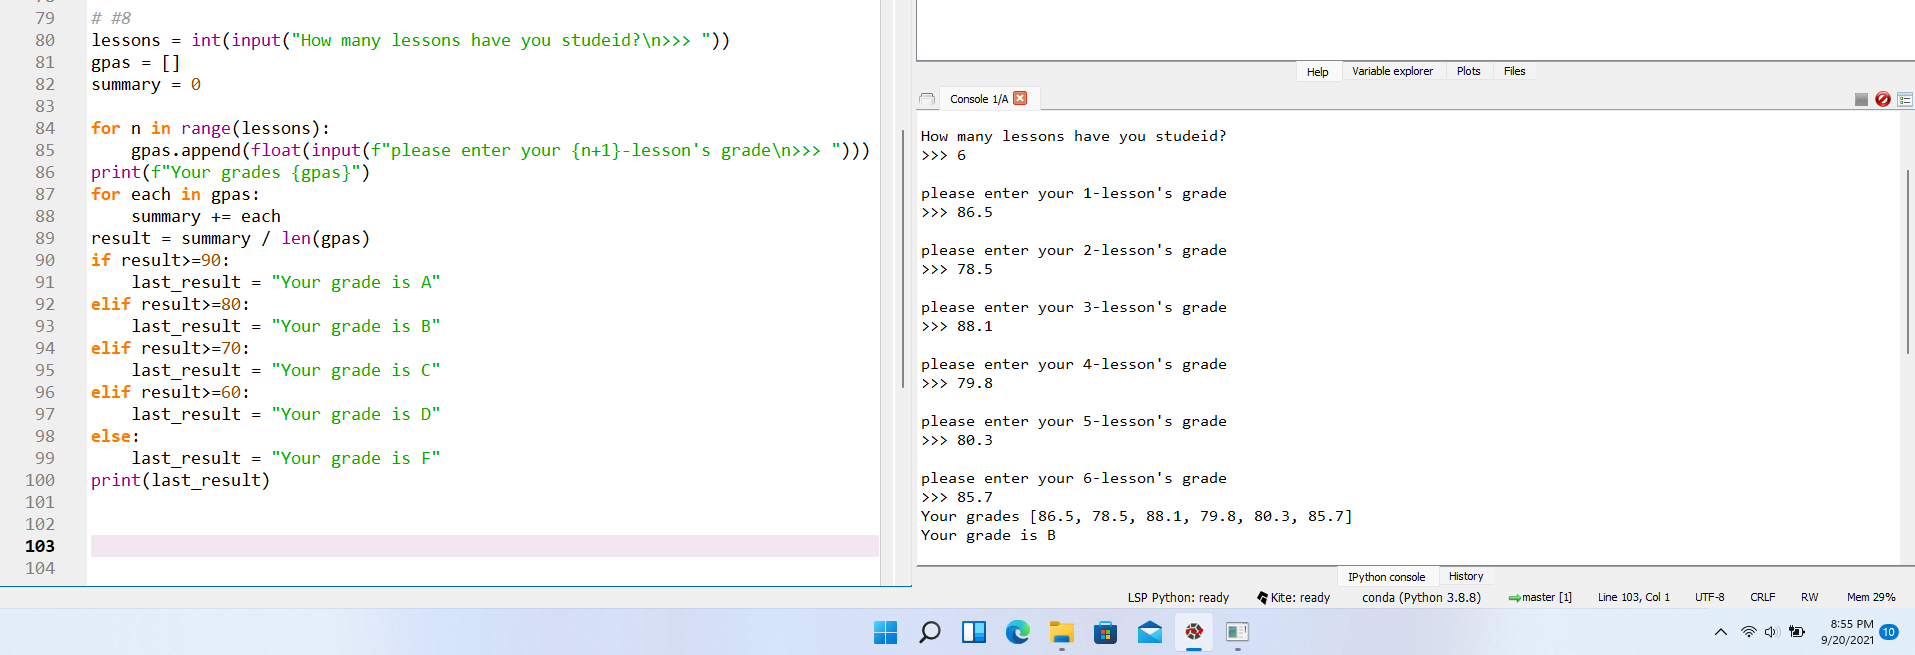 79 # #8
80 lessons = int(input("How many lessons have you studeid?\n>>> "))
81 gpas = []
82 summary = 0
83
84 for n in range(lessons):
85     gpas.append(float(input(f"please enter your {n+1}-lesson's grade\n>>> ")))
86 print(f"Your grades {gpas}")
87 for each in gpas:
88     summary += each
89 result = summary / len(gpas)
90 if result>=90:
91     last_result = "Your grade is A"
92 elif result>=80:
93     last_result = "Your grade is B"
94 elif result>=70:
95     last_result = "Your grade is C"
96 elif result>=60:
97     last_result = "Your grade is D"
98 else:
99     last_result = "Your grade is F"
100 print(last_result)
101
102
103
104
Help Variable explorer Plots Files
Console 1/A
How many lessons have you studeid?
>>> 6
please enter your 1-lesson's grade
>>> 86.5
please enter your 2-lesson's grade
>>> 78.5
please enter your 3-lesson's grade
>>> 88.1
please enter your 4-lesson's grade
>>> 79.8
please enter your 5-lesson's grade
>>> 80.3
please enter your 6-lesson's grade
>>> 85.7
Your grades [86.5, 78.5, 88.1, 79.8, 80.3, 85.7]
Your grade is B
IPython console History
LSP Python: ready Kite: ready conda (Python 3.8.8) master [1] Line 103, Col 1 UTF-8 CRLF RW Mem 29%
8:55 PM
9/20/2021 10